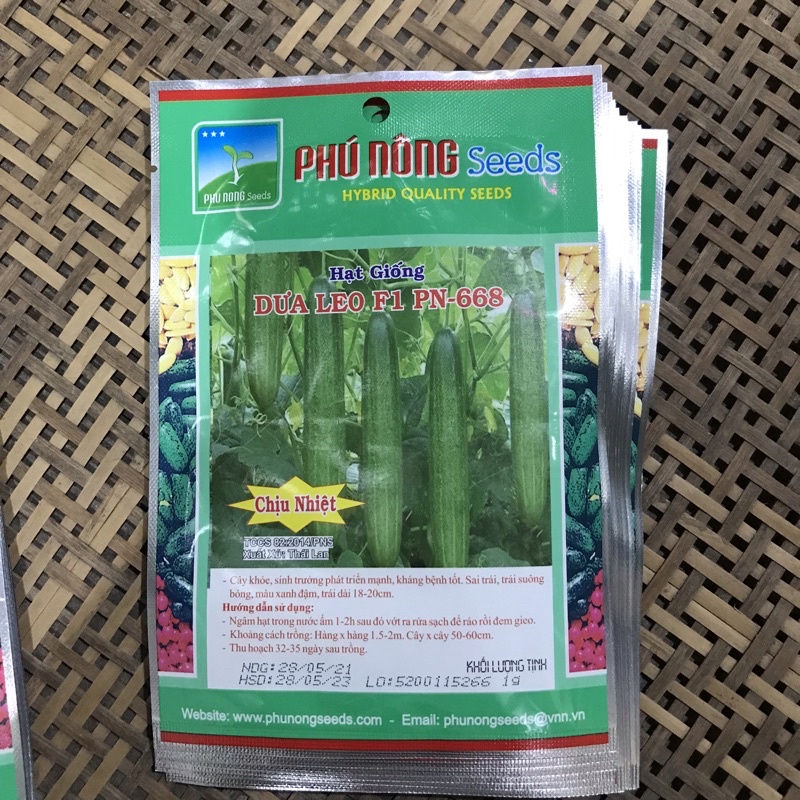 PHÚ NÔNG Seeds
PHÚ NÔNG Seeds
HYBRID QUALITY SEEDS
Hạt Giống
DƯA LEO F1 PN-668
Chịu Nhiệt
TCCS 82:2014/PNS
Xuất Xứ: Thái Lan
- Cây khỏe, sinh trưởng phát triển mạnh, kháng bệnh tốt. Sai trái, trái suông
bóng, màu xanh đậm, trái dài 18-20cm.
Hướng dẫn sử dụng:
- Ngâm hạt trong nước ấm 1-2h sau đó vớt ra rửa sạch để ráo rồi đem gieo.
- Khoảng cách trồng: Hàng x hàng 1.5-2m. Cây x cây 50-60cm.
- Thu hoạch 32-35 ngày sau trồng.
NDG: 28/05/21 KHỐI LƯỢNG TỊNH
HSD: 28/05/23 LO: 5200115266 1g
Website: www.phunongseeds.com - Email: phunongseeds@vnn.vn